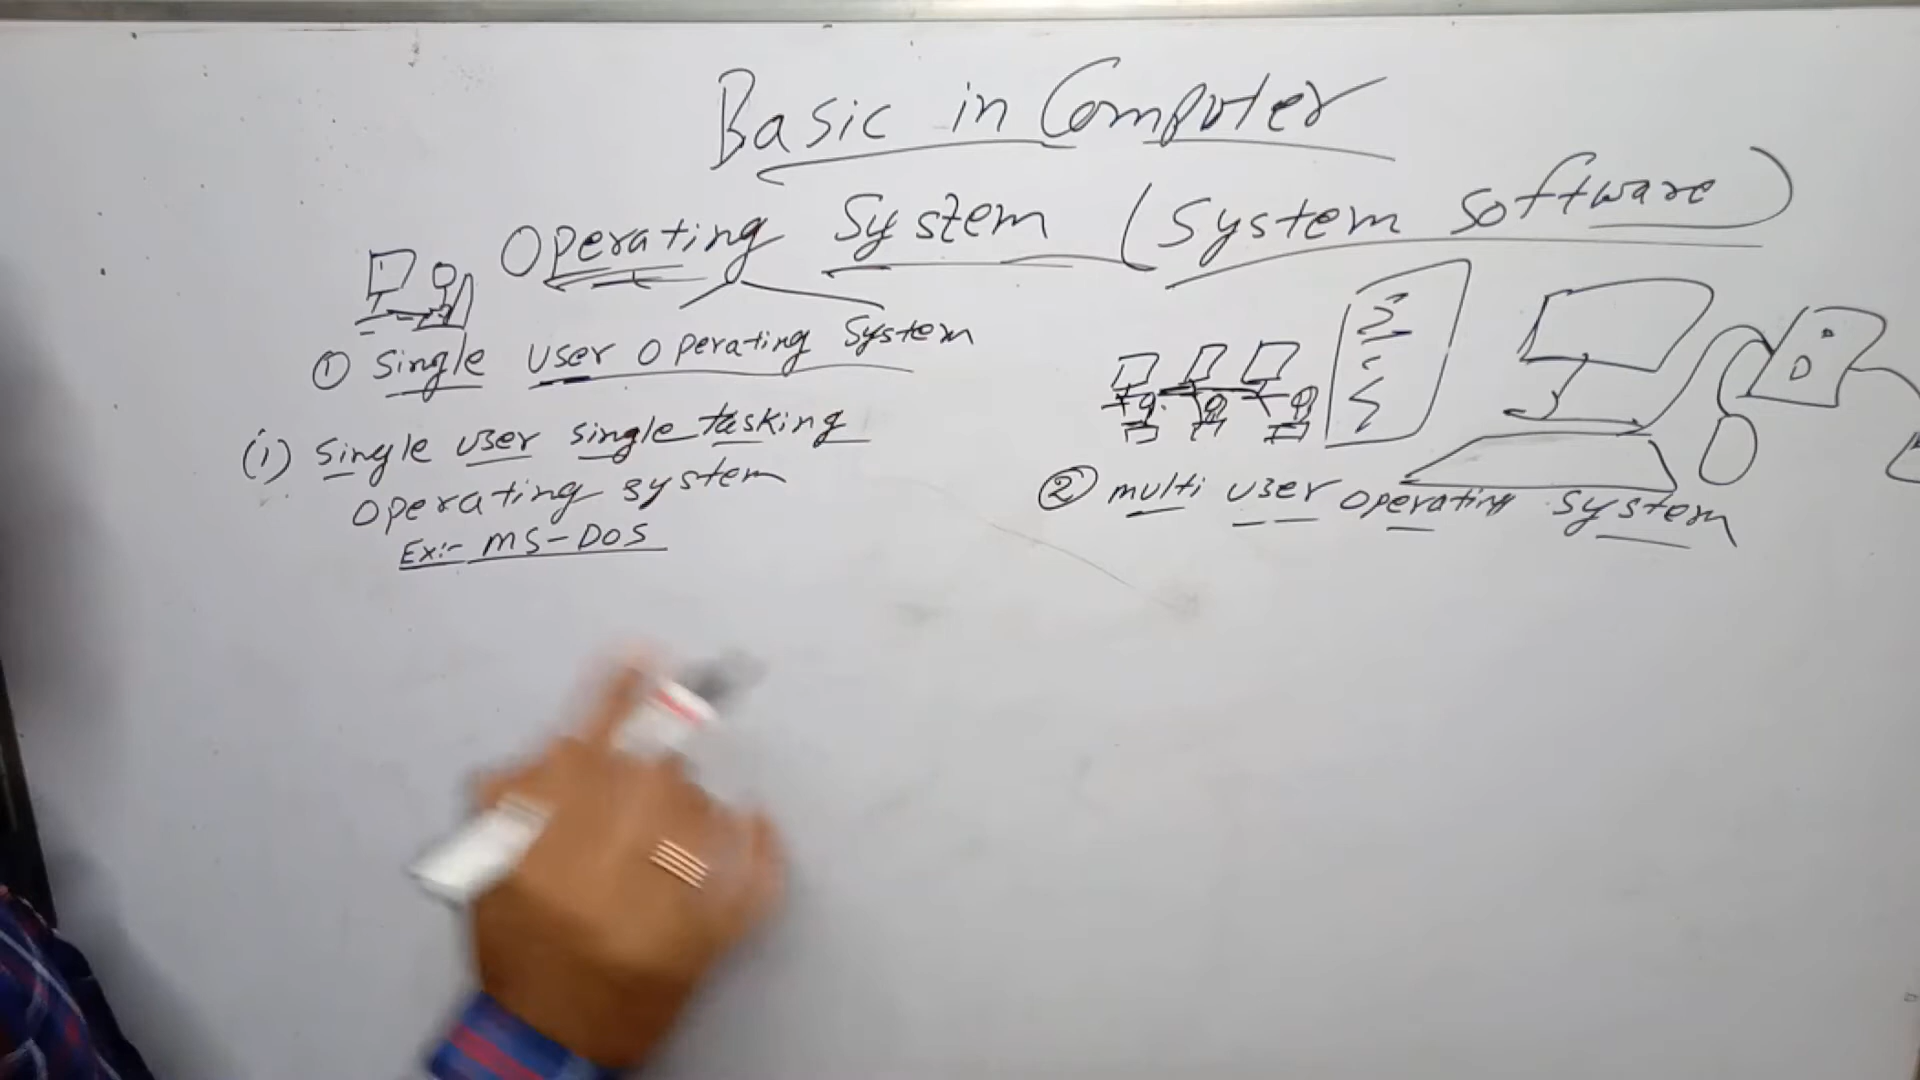 Basic in Computer
Operating System (System Software)
① Single user operating System
(i) Single user single tasking
operating system
Ex:- MS-DOS
② multi user operating System